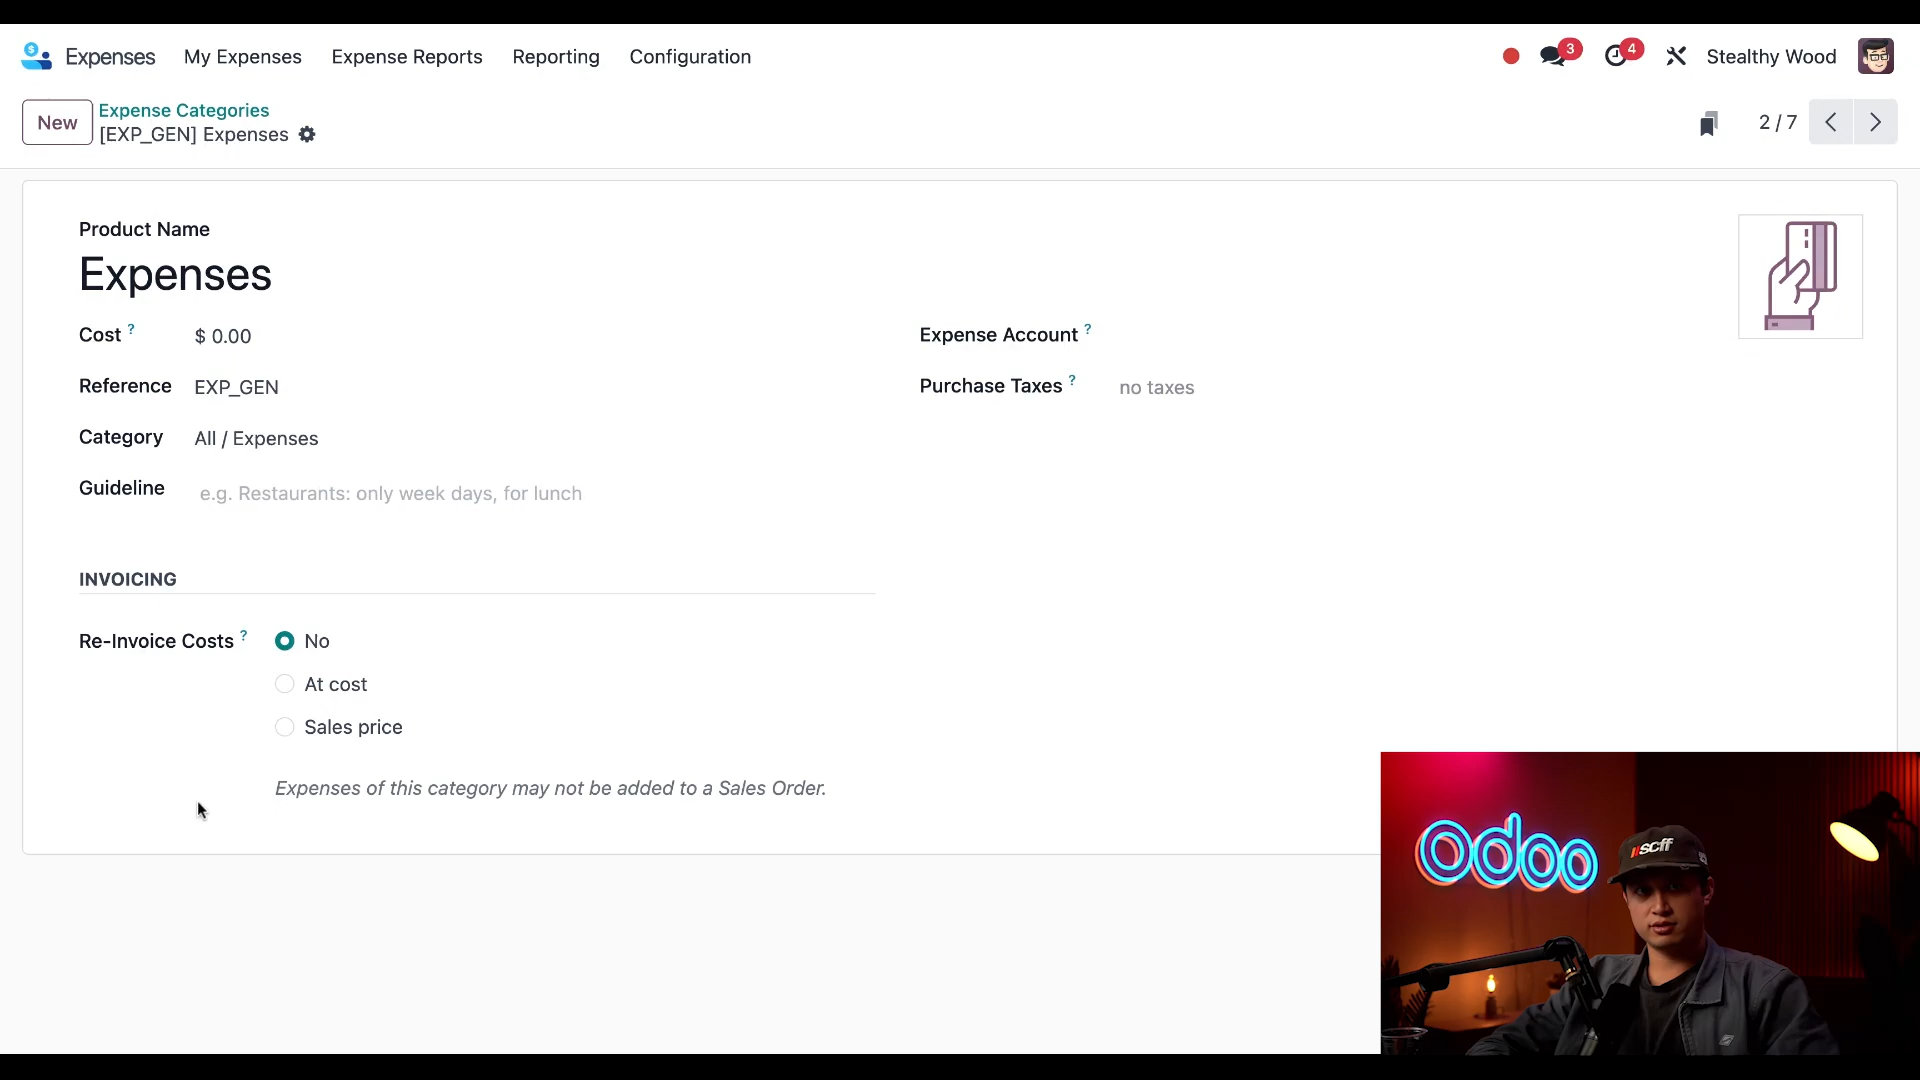 Expenses My Expenses Expense Reports Reporting Configuration 3 4 Stealthy Wood
New Expense Categories
[EXP_GEN] Expenses
2 / 7
Product Name
Expenses
Cost ? $ 0.00
Expense Account ?
Reference EXP_GEN
Purchase Taxes ? no taxes
Category All / Expenses
Guideline e.g. Restaurants: only week days, for lunch
INVOICING
Re-Invoice Costs ? No
At cost
Sales price
Expenses of this category may not be added to a Sales Order.
odoo
//scff